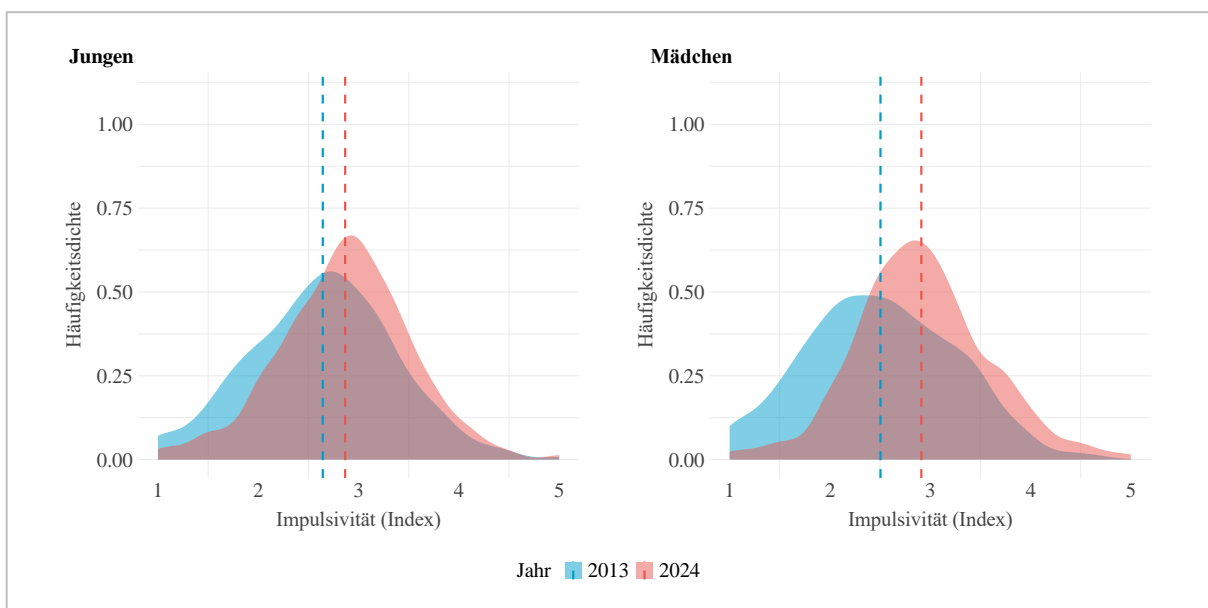 Jungen
1.00
0.75
0.50
0.25
0.00
Häufigkeitsdichte
1 2 3 4 5
Impulsivität (Index)
Mädchen
1.00
0.75
0.50
0.25
0.00
Häufigkeitsdichte
1 2 3 4 5
Impulsivität (Index)
Jahr 2013 2024